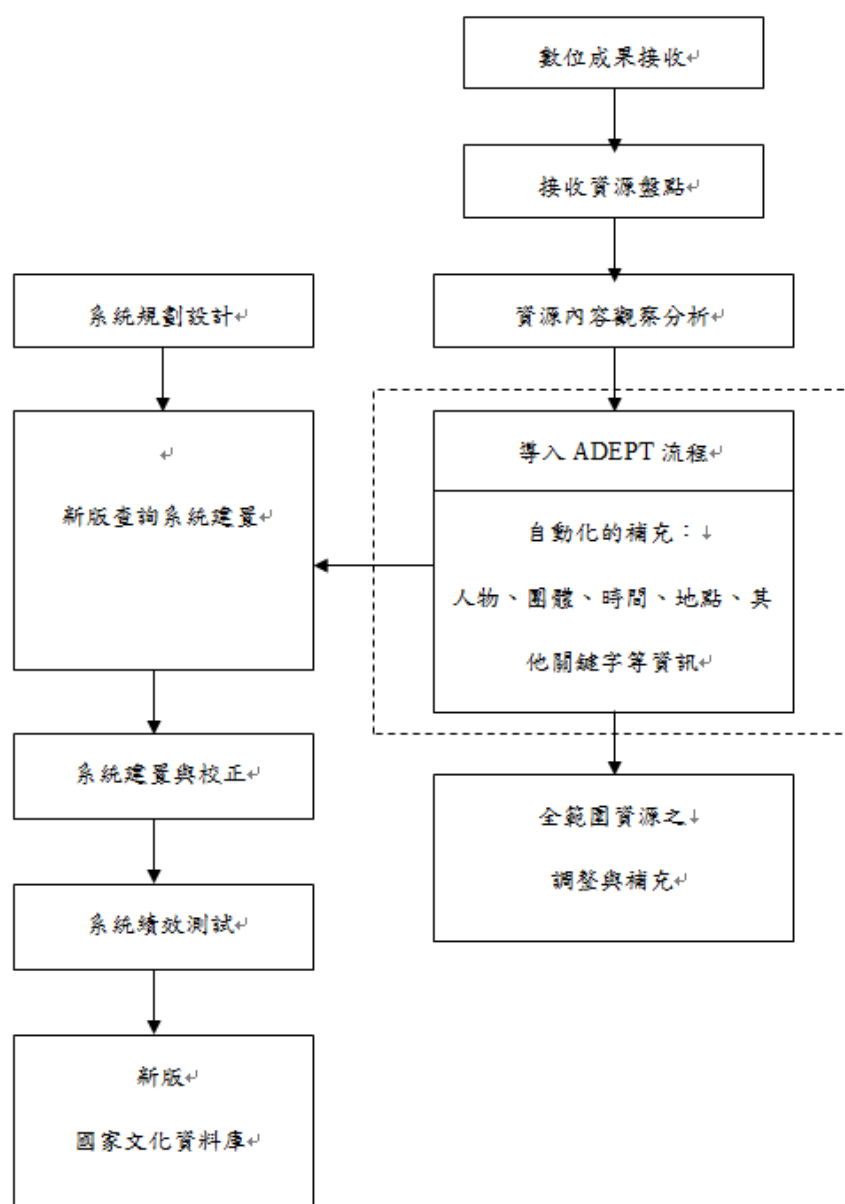 數位成果接收
接收資源盤點
系統規劃設計
資源內容觀察分析
新版查詢系統建置
導入 ADEPT 流程
自動化的補充：
人物、團體、時間、地點、其
他關鍵字等資訊
系統建置與校正
全範圍資源之
調整與補充
系統績效測試
新版
國家文化資料庫